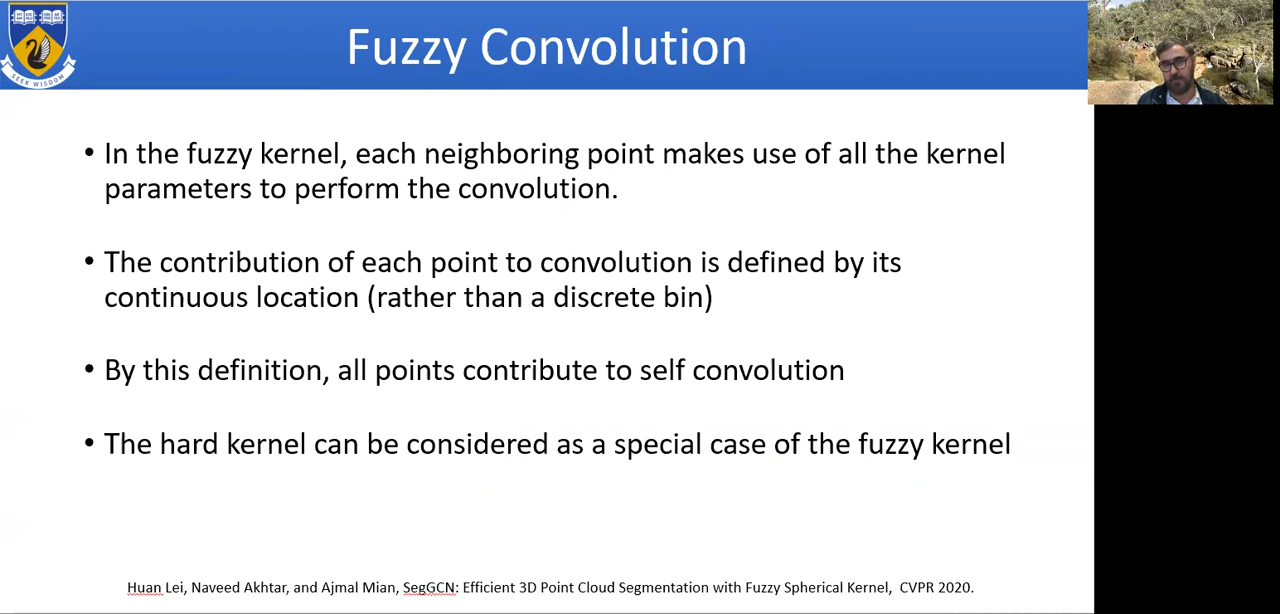 Fuzzy Convolution
SEEK WISDOM
• In the fuzzy kernel, each neighboring point makes use of all the kernel
parameters to perform the convolution.
• The contribution of each point to convolution is defined by its
continuous location (rather than a discrete bin)
• By this definition, all points contribute to self convolution
• The hard kernel can be considered as a special case of the fuzzy kernel
Huan Lei, Naveed Akhtar, and Ajmal Mian, SegGCN: Efficient 3D Point Cloud Segmentation with Fuzzy Spherical Kernel, CVPR 2020.